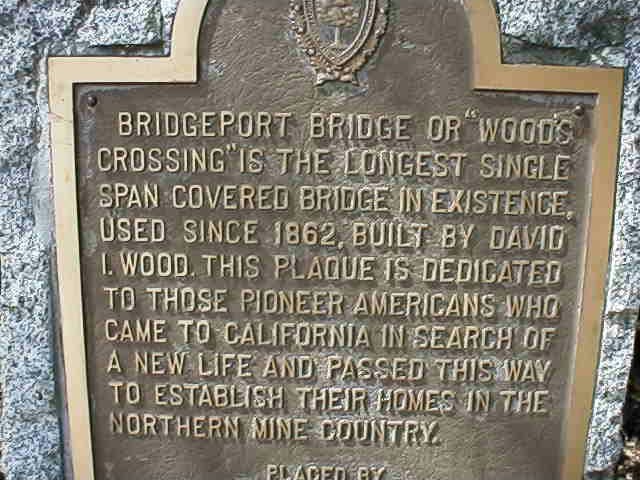 BRIDGEPORT BRIDGE OR "WOOD'S
CROSSING" IS THE LONGEST SINGLE
SPAN COVERED BRIDGE IN EXISTENCE,
USED SINCE 1862, BUILT BY DAVID
I. WOOD. THIS PLAQUE IS DEDICATED
TO THOSE PIONEER AMERICANS WHO
CAME TO CALIFORNIA IN SEARCH OF
A NEW LIFE AND PASSED THIS WAY
TO ESTABLISH THEIR HOMES IN THE
NORTHERN MINE COUNTRY.
PLACED BY